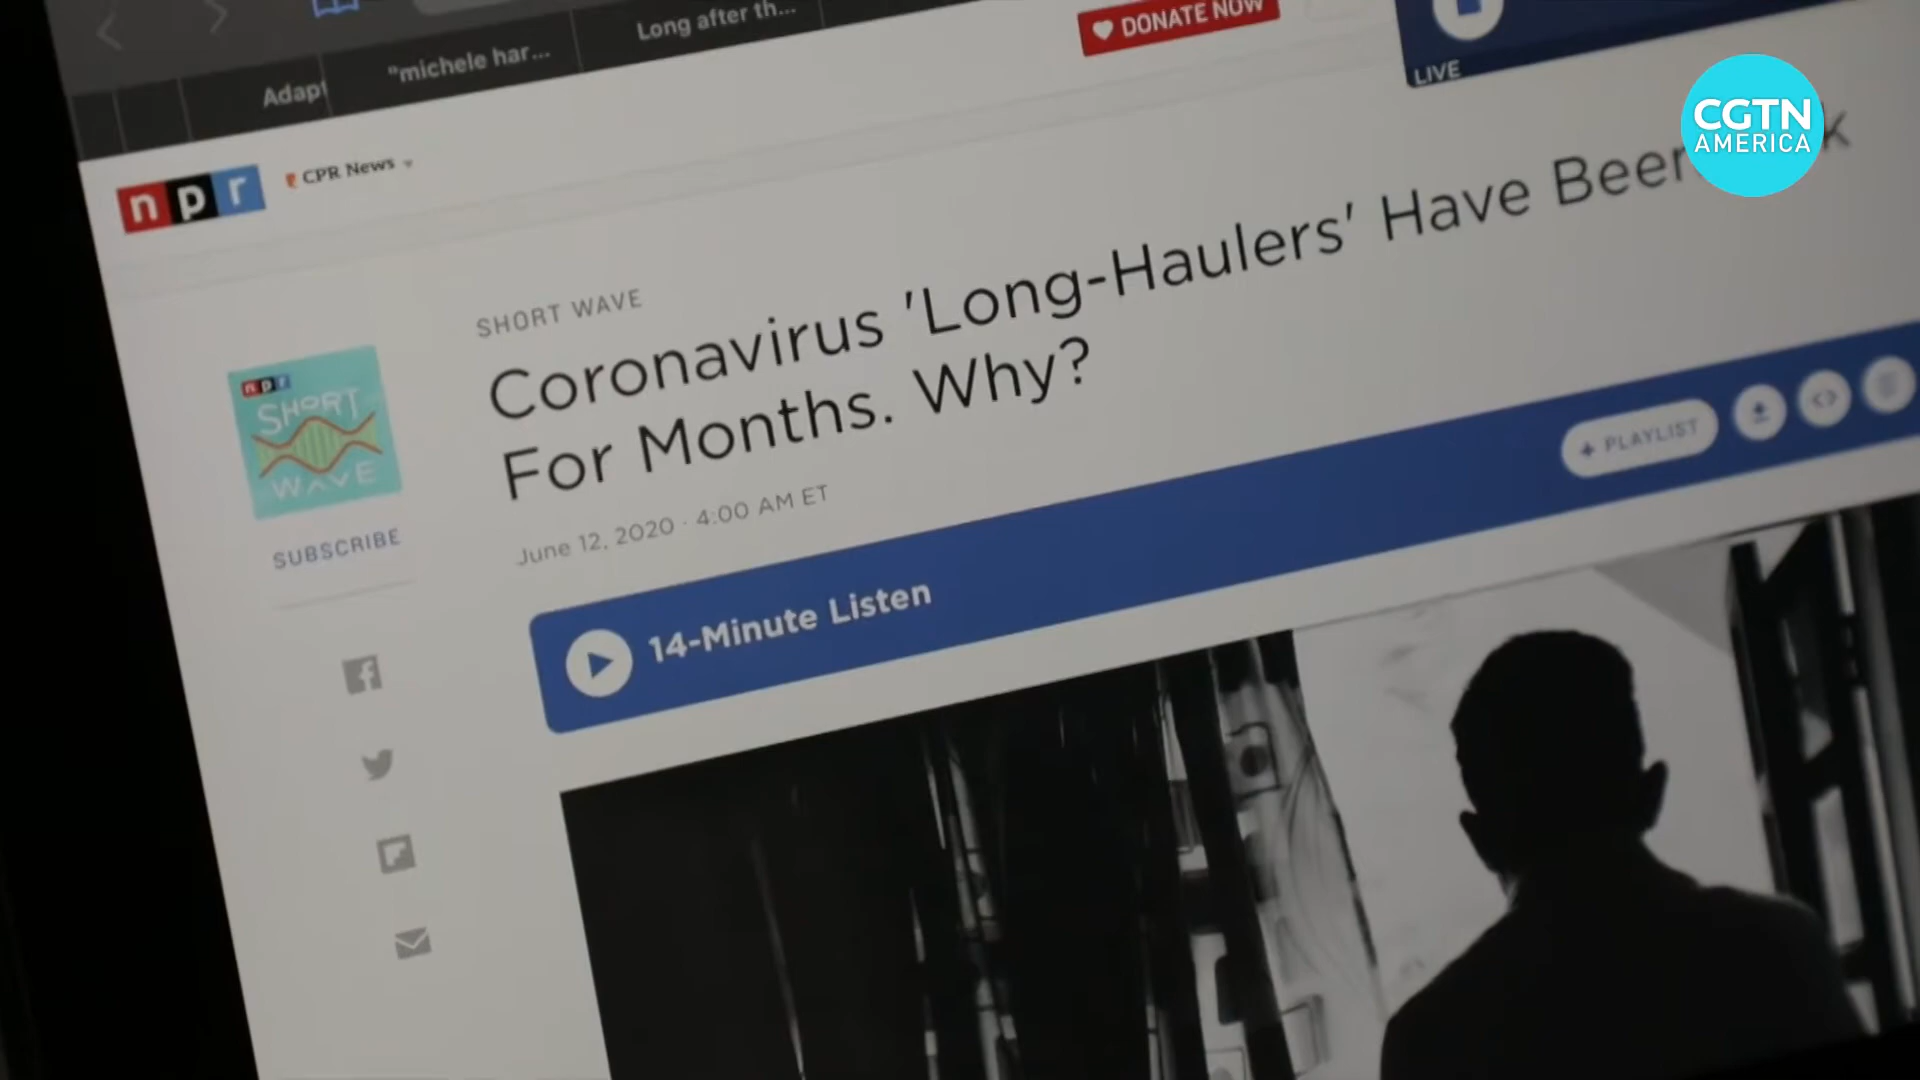 Long after th...
"michele har...
Adapt
DONATE NOW
LIVE
CGTN
AMERICA
npr
CPR News
SHORT WAVE
Coronavirus 'Long-Haulers' Have Been
For Months. Why?
June 12, 2020 · 4:00 AM ET
npr
SHORT
WAVE
SUBSCRIBE
14-Minute Listen
+ PLAYLIST